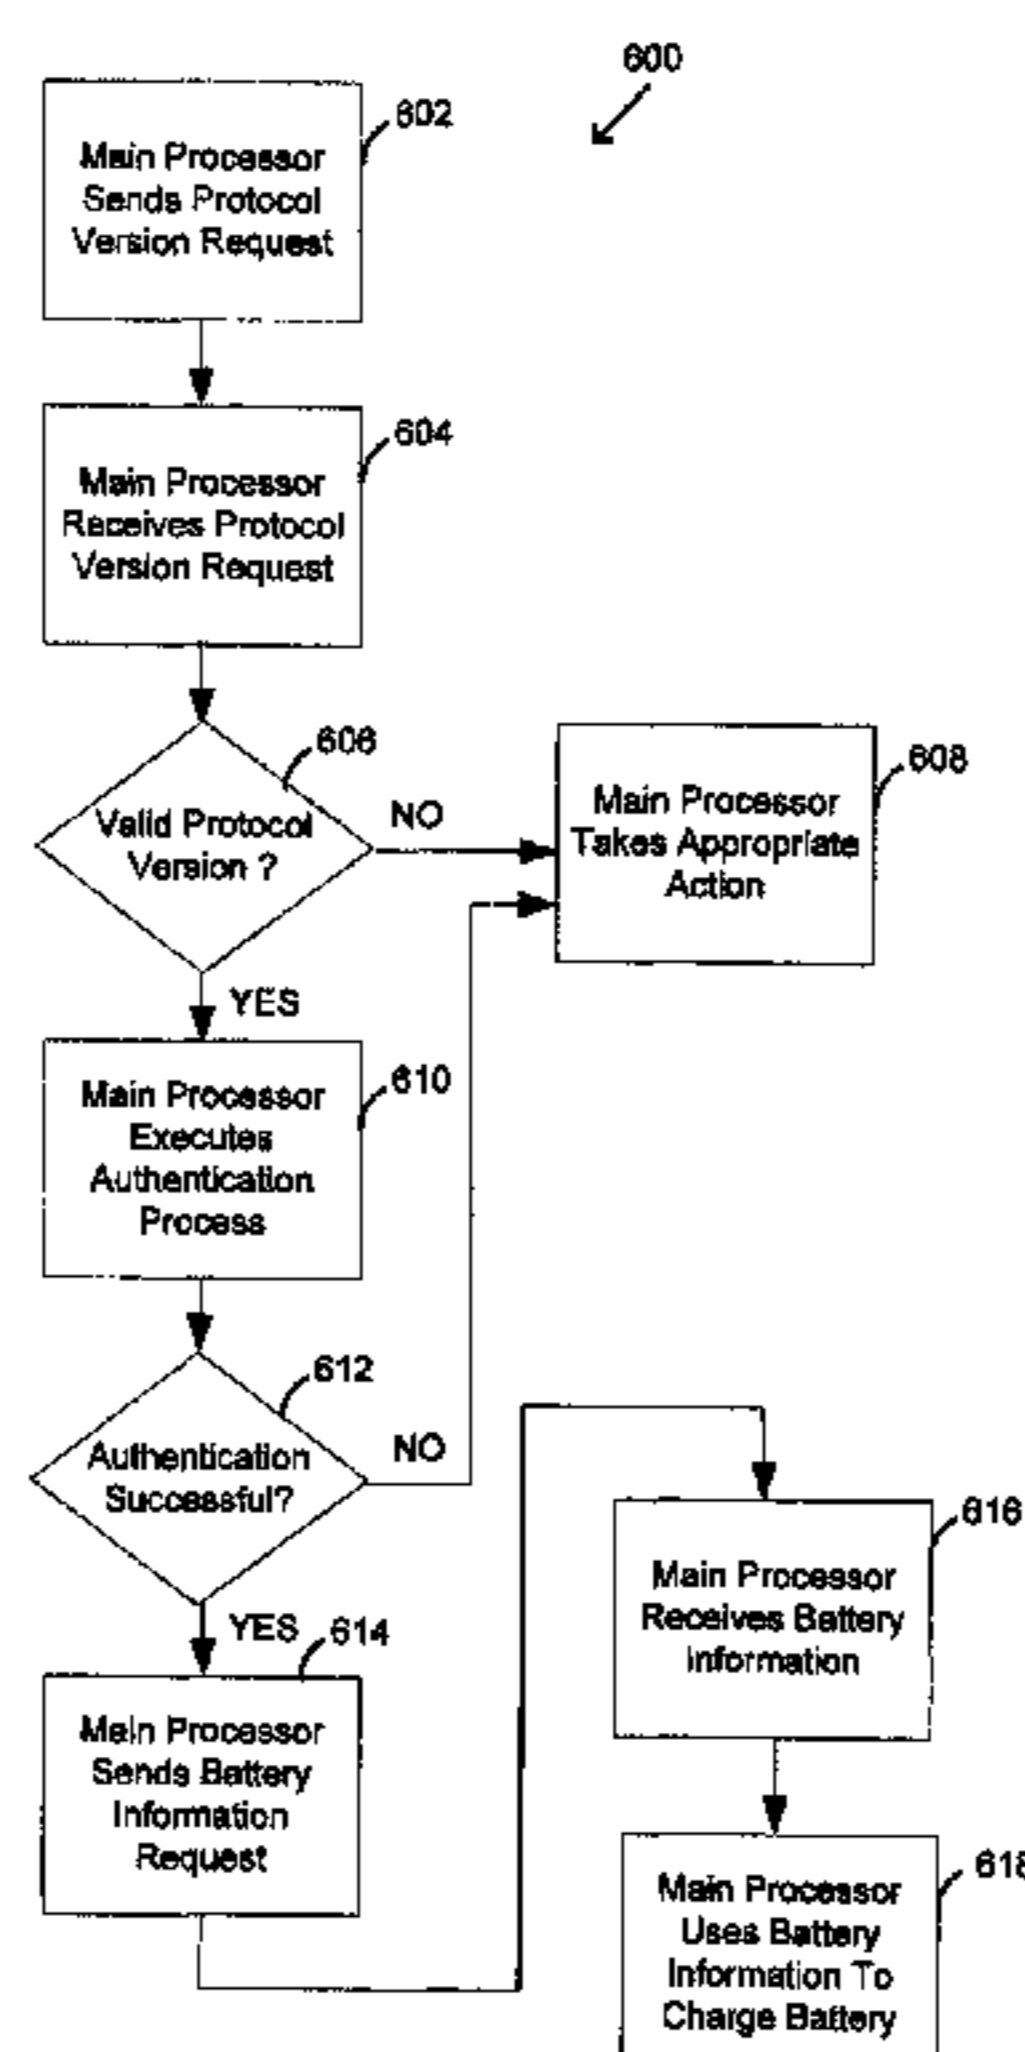 600
602
Main Processor
Sends Protocol
Version Request
604
Main Processor
Receives Protocol
Version Request
606
Valid Protocol
Version ?
NO
608
Main Processor
Takes Appropriate
Action
YES
610
Main Processor
Executes
Authentication
Process
612
Authentication
Successful?
NO
YES
614
Main Processor
Sends Battery
Information
Request
616
Main Processor
Receives Battery
Information
618
Main Processor
Uses Battery
Information To
Charge Battery